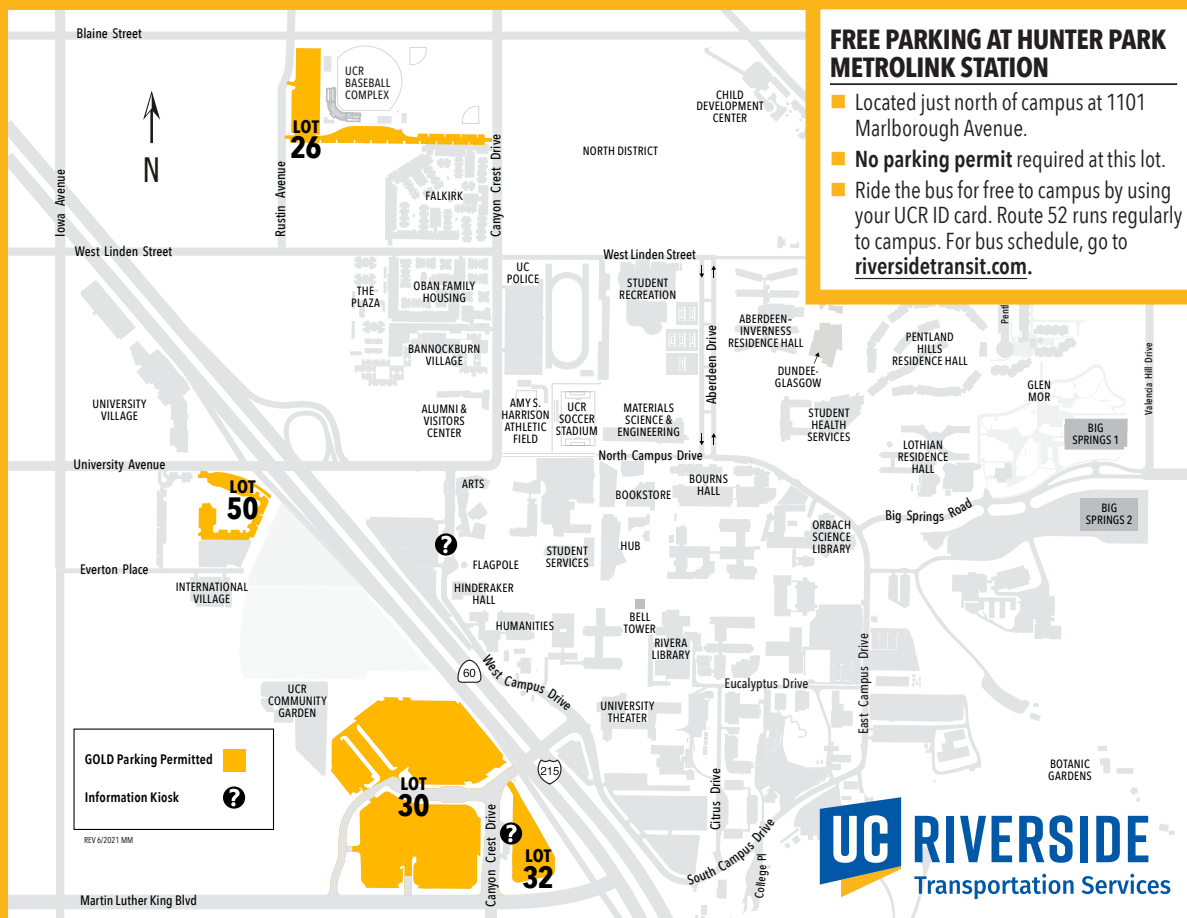 FREE PARKING AT HUNTER PARK
METROLINK STATION
Located just north of campus at 1101
Marlborough Avenue.
No parking permit required at this lot.
Ride the bus for free to campus by using
your UCR ID card. Route 52 runs regularly
to campus. For bus schedule, go to
riversidetransit.com.
Blaine Street
UCR
BASEBALL
COMPLEX
CHILD
DEVELOPMENT
CENTER
LOT
26
N
NORTH DISTRICT
Iowa Avenue
Rustin Avenue
Canyon Crest Drive
FALKIRK
West Linden Street
West Linden Street
UC
POLICE
THE
PLAZA
OBAN FAMILY
HOUSING
STUDENT
RECREATION
Aberdeen Drive
ABERDEEN–
INVERNESS
RESIDENCE HALL
PENTLAND
HILLS
RESIDENCE HALL
Valencia Hill Drive
BANNOCKBURN
VILLAGE
DUNDEE-
GLASGOW
GLEN
MOR
UNIVERSITY
VILLAGE
ALUMNI &
VISITORS
CENTER
AMY S.
HARRISON
ATHLETIC
FIELD
UCR
SOCCER
STADIUM
MATERIALS
SCIENCE &
ENGINEERING
STUDENT
HEALTH
SERVICES
LOTHIAN
RESIDENCE
HALL
BIG
SPRINGS 1
University Avenue
North Campus Drive
LOT
50
ARTS
BOOKSTORE
BOURNS
HALL
Big Springs Road
BIG
SPRINGS 2
ORBACH
SCIENCE
LIBRARY
?
HUB
STUDENT
SERVICES
FLAGPOLE
Everton Place
INTERNATIONAL
VILLAGE
HINDERAKER
HALL
HUMANITIES
BELL
TOWER
RIVERA
LIBRARY
East Campus Drive
60
West Campus Drive
Eucalyptus Drive
UCR
COMMUNITY
GARDEN
UNIVERSITY
THEATER
GOLD Parking Permitted
Information Kiosk
?
REV 6/2021 MM
LOT
30
215
BOTANIC
GARDENS
Canyon Crest Drive
?
LOT
32
Citrus Drive
South Campus Drive
College Pl
Martin Luther King Blvd
UC RIVERSIDE
Transportation Services